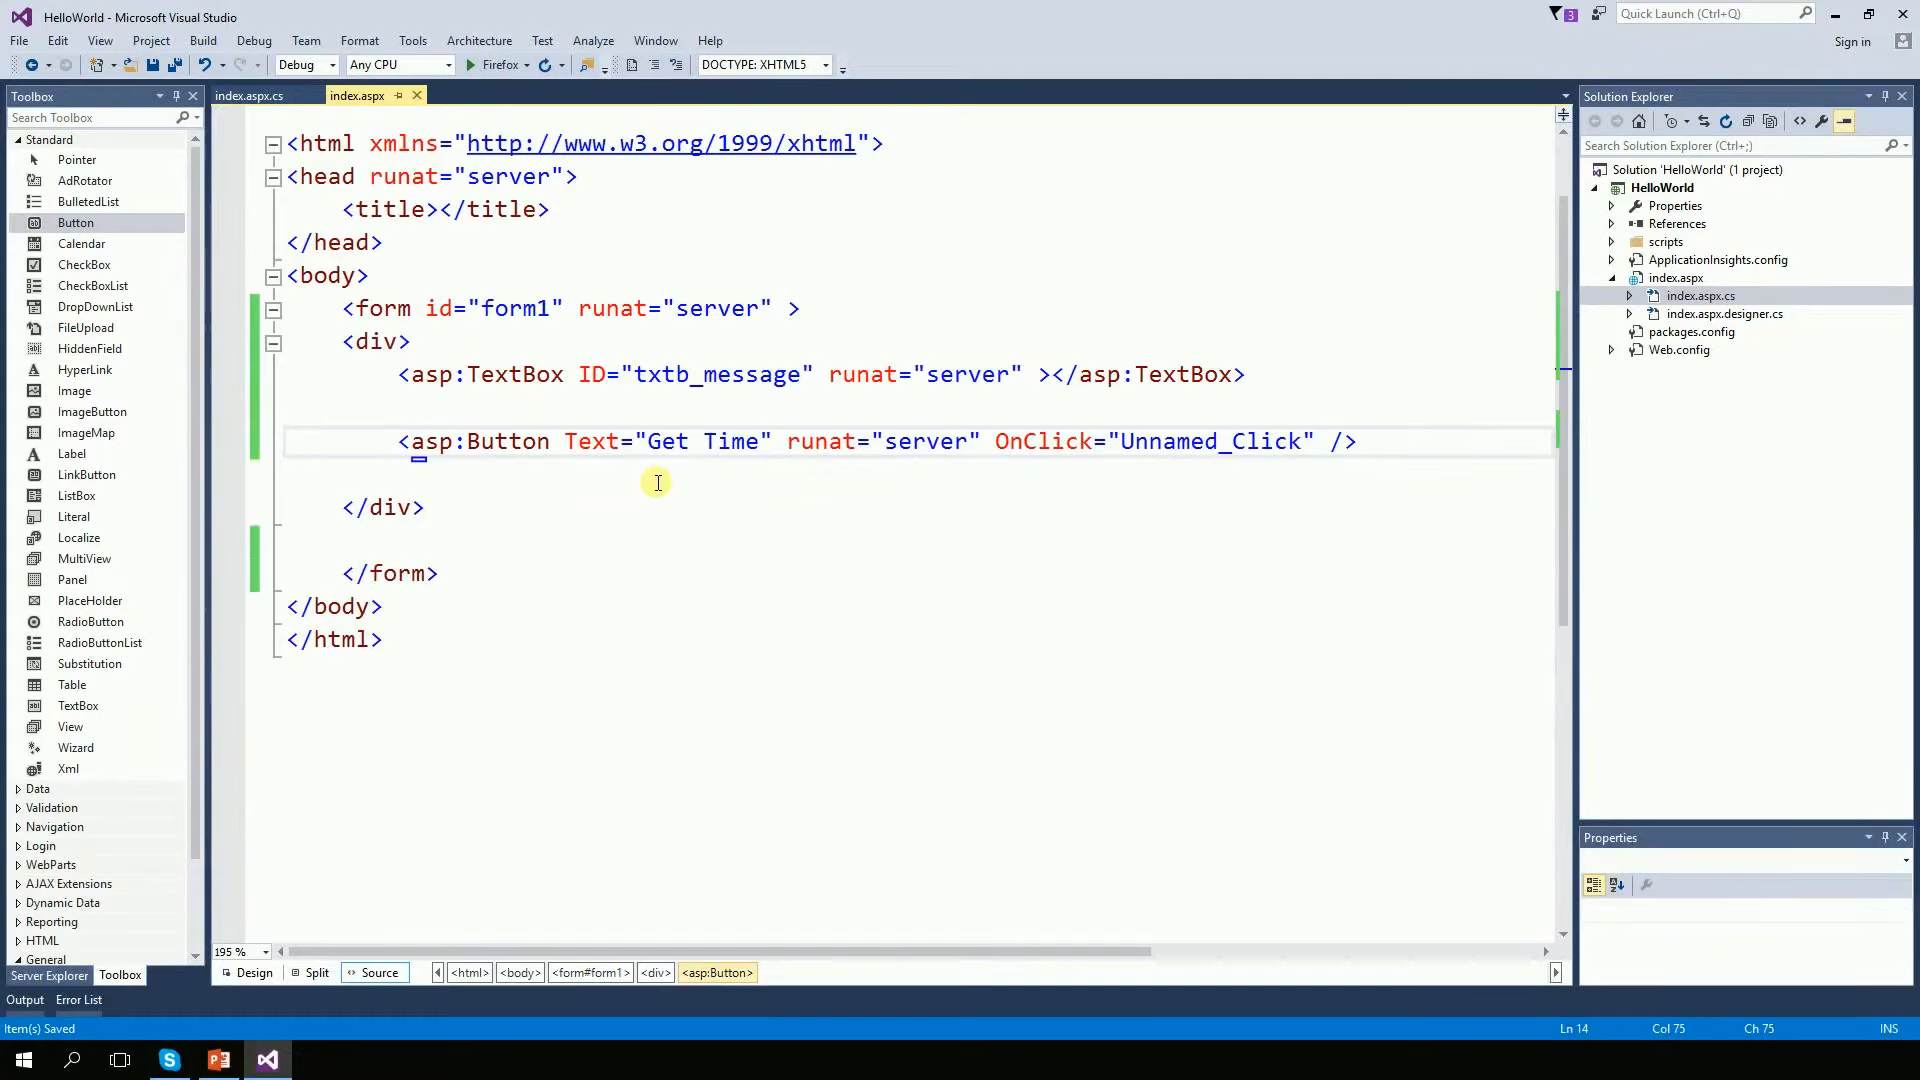 HelloWorld - Microsoft Visual Studio
3
Quick Launch (Ctrl+Q)
File Edit View Project Build Debug Team Format Tools Architecture Test Analyze Window Help
Sign in
Debug Any CPU Firefox DOCTYPE: XHTML5
Toolbox
Search Toolbox
Standard
Pointer
AdRotator
BulletedList
Button
Calendar
CheckBox
CheckBoxList
DropDownList
FileUpload
HiddenField
HyperLink
Image
ImageButton
ImageMap
Label
LinkButton
ListBox
Literal
Localize
MultiView
Panel
PlaceHolder
RadioButton
RadioButtonList
Substitution
Table
TextBox
View
Wizard
Xml
Data
Validation
Navigation
Login
WebParts
AJAX Extensions
Dynamic Data
Reporting
HTML
General
Server Explorer Toolbox
index.aspx.cs index.aspx
<html xmlns="http://www.w3.org/1999/xhtml">
<head runat="server">
<title></title>
</head>
<body>
<form id="form1" runat="server" >
<div>
<asp:TextBox ID="txtb_message" runat="server" ></asp:TextBox>
<asp:Button Text="Get Time" runat="server" OnClick="Unnamed_Click" />
</div>
</form>
</body>
</html>
195 %
Design Split Source <html> <body> <form#form1> <div> <asp:Button>
Solution Explorer
Search Solution Explorer (Ctrl+;)
Solution 'HelloWorld' (1 project)
HelloWorld
Properties
References
scripts
ApplicationInsights.config
index.aspx
index.aspx.cs
index.aspx.designer.cs
packages.config
Web.config
Properties
Output Error List
Item(s) Saved
Ln 14 Col 75 Ch 75 INS